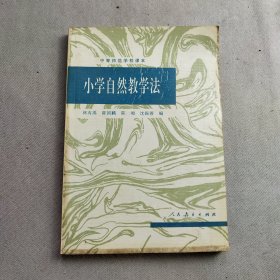 中等师范学校课本
小学自然教学法
编
人民教育出版社